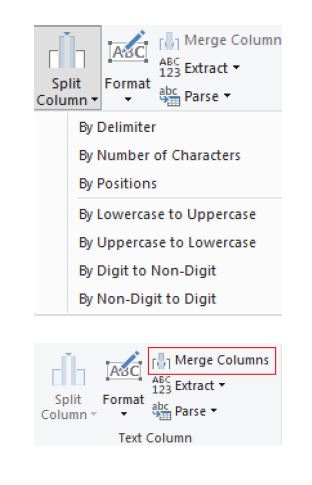 ABC
Merge Column
ABC
123 Extract
Split
Column
Format
abc
Parse
By Delimiter
By Number of Characters
By Positions
By Lowercase to Uppercase
By Uppercase to Lowercase
By Digit to Non-Digit
By Non-Digit to Digit
ABC
Merge Columns
ABC
123 Extract
Split
Column
Format
abc
Parse
Text Column